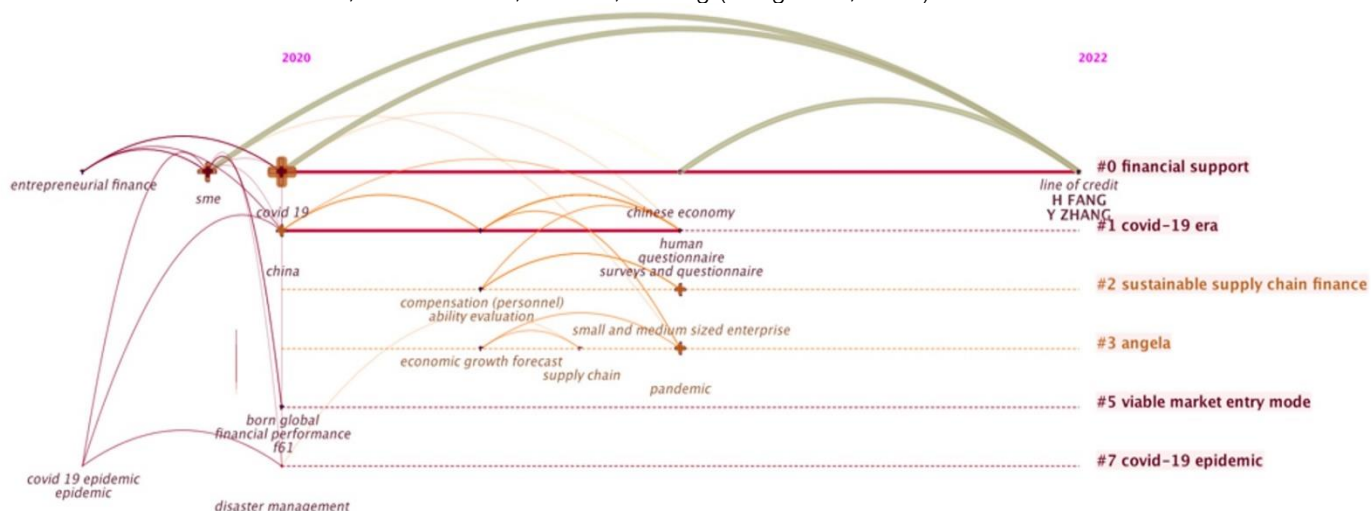 2020
2022
#0 financial support
entrepreneurial finance
sme
line of credit
H FANG
Y ZHANG
covid 19
chinese economy
#1 covid-19 era
human
questionnaire
surveys and questionnaire
china
#2 sustainable supply chain finance
compensation (personnel)
ability evaluation
small and medium sized enterprise
#3 angela
economic growth forecast
supply chain
pandemic
#5 viable market entry mode
born global
financial performance
f61
#7 covid-19 epidemic
covid 19 epidemic
epidemic
disaster management